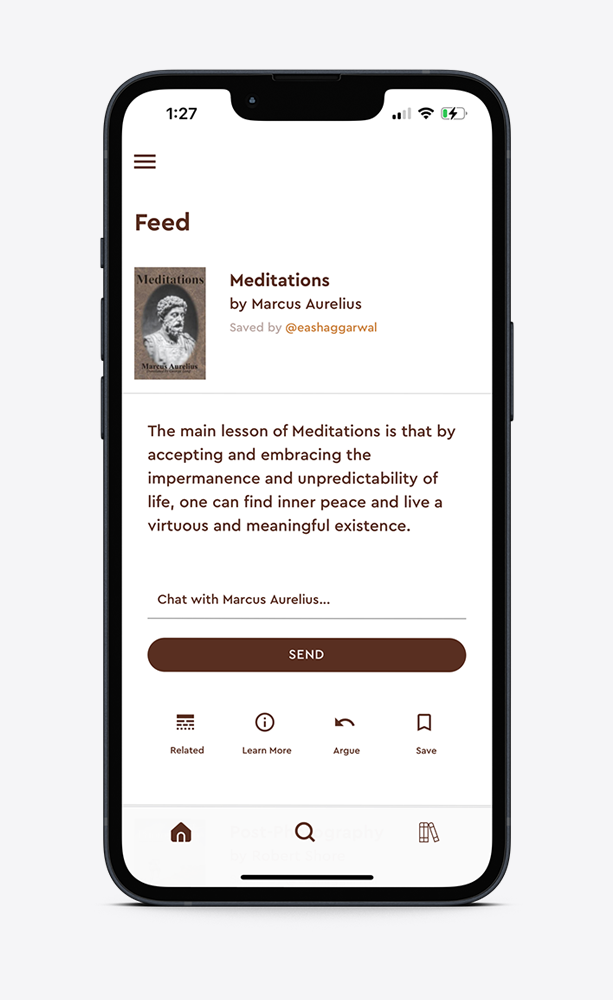 1:27
Feed
Meditations
Marcus Aurelius
Meditations
by Marcus Aurelius
Saved by @eashaggarwal
The main lesson of Meditations is that by
accepting and embracing the
impermanence and unpredictability of
life, one can find inner peace and live a
virtuous and meaningful existence.
Chat with Marcus Aurelius...
SEND
Related
Learn More
Argue
Save